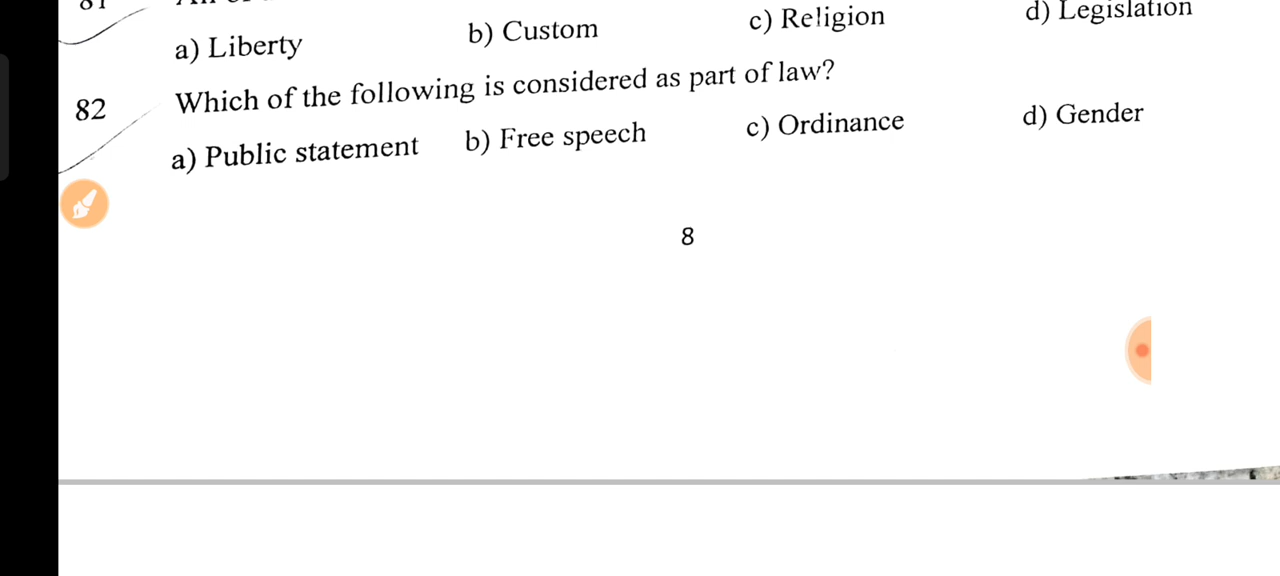 81
a) Liberty b) Custom c) Religion d) Legislation
82 Which of the following is considered as part of law?
a) Public statement b) Free speech c) Ordinance d) Gender
8